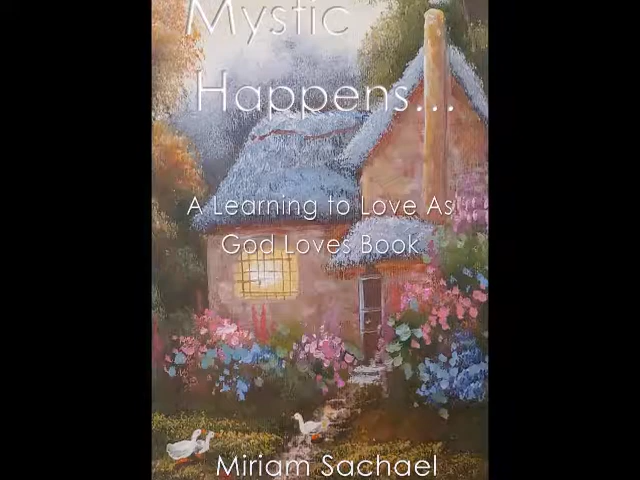 Mystic
Happens...
A Learning to Love As
God Loves Book
Miriam Sachael